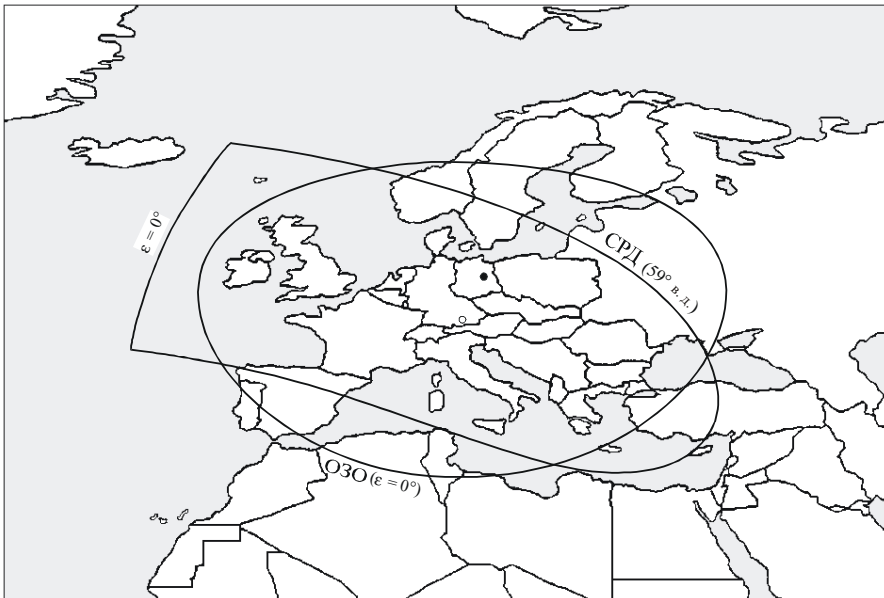 ε = 0°
СРД (59° в. д.)
ОЗО (ε = 0°)